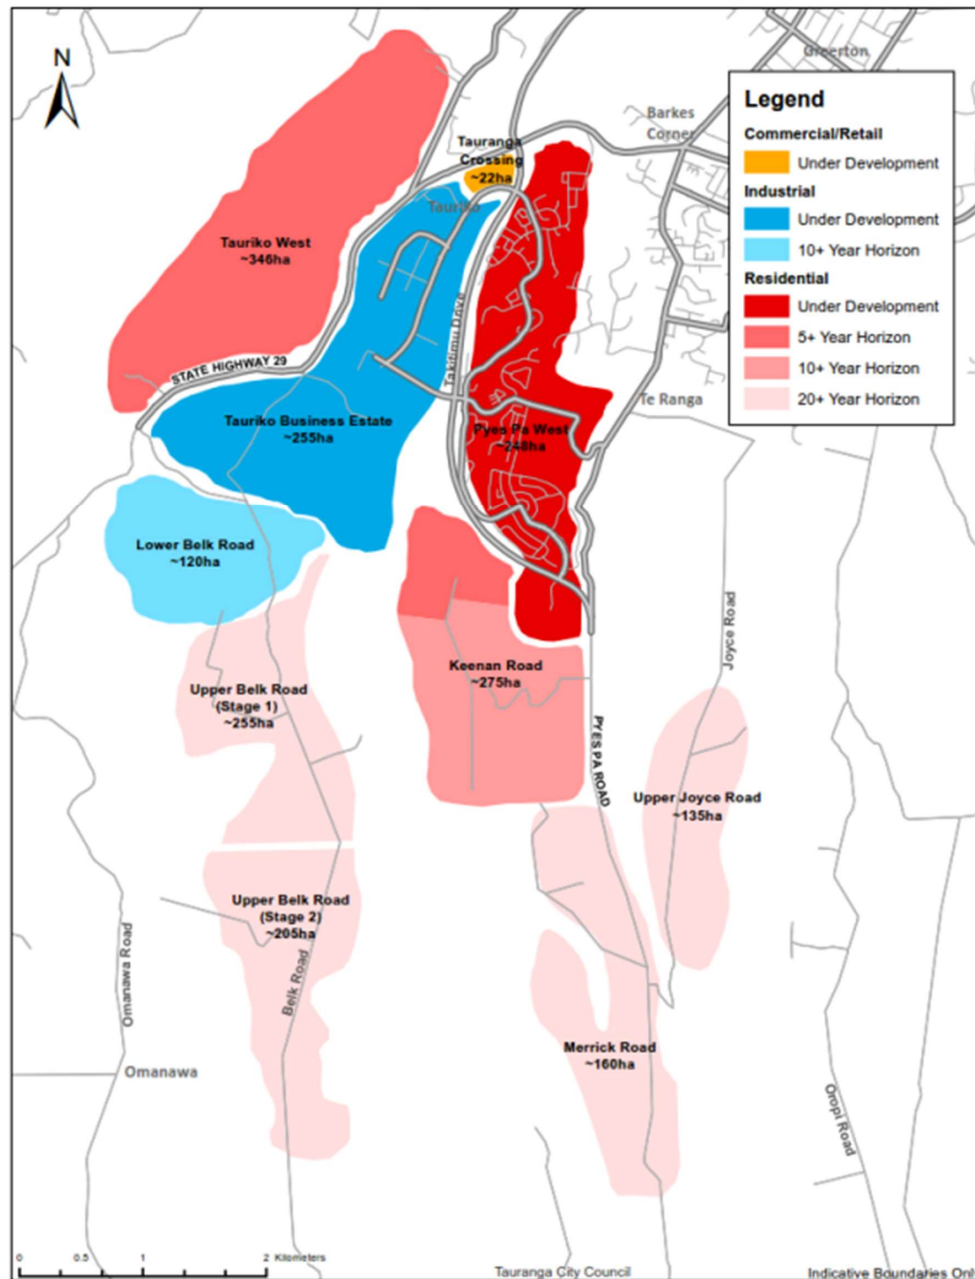 N
Greerton
Barkes
Corner
Tauranga
Crossing
~22ha
Tauriko
Tauriko West
~346ha
STATE HIGHWAY 29
Takitimu Drive
Te Ranga
Tauriko Business Estate
~255ha
Pyes Pa West
~248ha
Lower Belk Road
~120ha
Keenan Road
~275ha
Joyce Road
Upper Belk Road
(Stage 1)
~255ha
PYES PA ROAD
Upper Joyce Road
~135ha
Upper Belk Road
(Stage 2)
~205ha
Omanawa Road
Belk Road
Merrick Road
~160ha
Omanawa
Oropi Road
Legend
Commercial/Retail
Under Development
Industrial
Under Development
10+ Year Horizon
Residential
Under Development
5+ Year Horizon
10+ Year Horizon
20+ Year Horizon
0 0.5 1 2 Kilometers
Tauranga City Council
Indicative Boundaries Onl